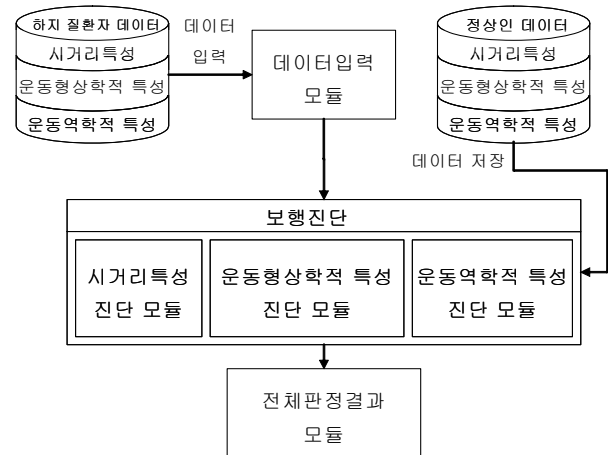 하지 질환자 데이터
시거리특성
운동형상학적 특성
운동역학적 특성
데이터
입력
데이터입력
모듈
정상인 데이터
시거리특성
운동형상학적 특성
운동역학적 특성
데이터 저장
보행진단
시거리특성
진단 모듈
운동형상학적 특성
진단 모듈
운동역학적 특성
진단 모듈
전체판정결과
모듈